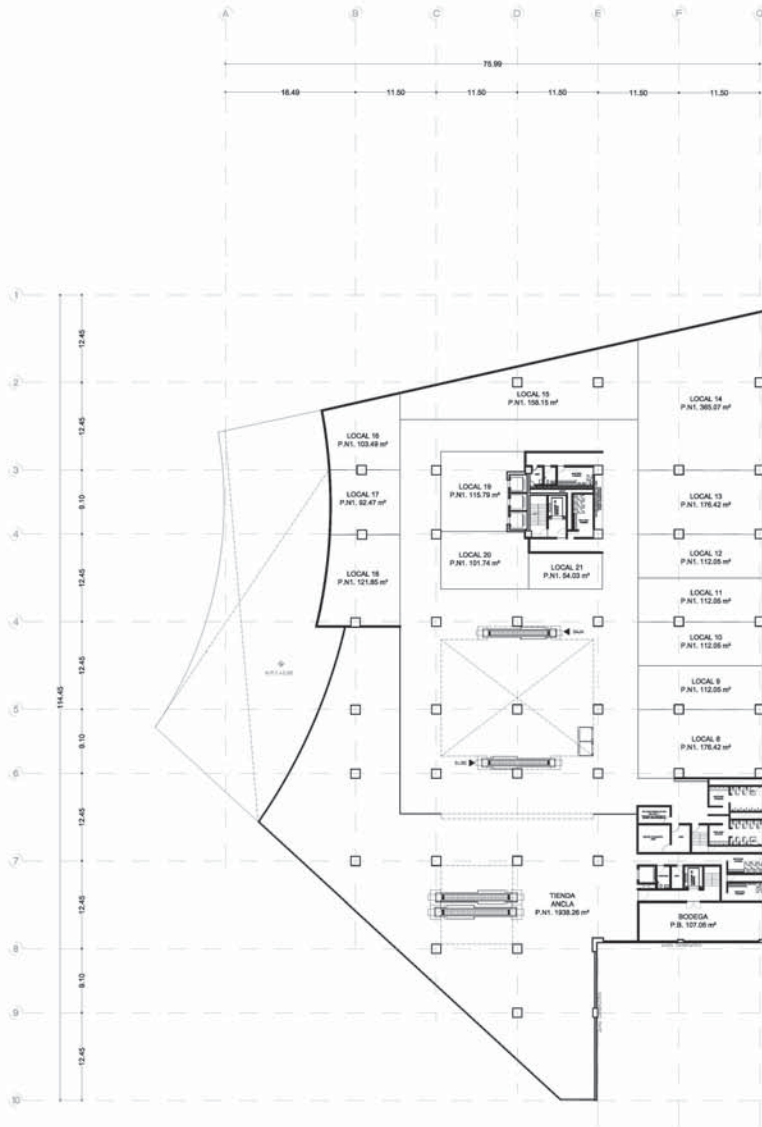 A B C D E F G
75.99
18.49 11.50 11.50 11.50 11.50 11.50
1
12.45
2
12.45
3
9.10
4
12.45
4
12.45
5
9.10
6
12.45
7
12.45
8
9.10
9
12.45
10
114.45
LOCAL 15
P.N1. 158.15 m²
LOCAL 14
P.N1. 365.07 m²
LOCAL 16
P.N1. 103.49 m²
LOCAL 17
P.N1. 92.47 m²
LOCAL 19
P.N1. 115.79 m²
LOCAL 13
P.N1. 176.42 m²
LOCAL 20
P.N1. 101.74 m²
LOCAL 21
P.N1. 54.03 m²
LOCAL 12
P.N1. 112.05 m²
P.N1. 121.85 m²
LOCAL 11
P.N1. 112.05 m²
BAJA
LOCAL 10
P.N1. 112.05 m²
LOCAL 9
P.N1. 112.05 m²
SUBE
LOCAL 8
P.N1. 176.42 m²
TIENDA
ANCLA
P.N1. 1938.26 m²
BODEGA
P.B. 107.05 m²